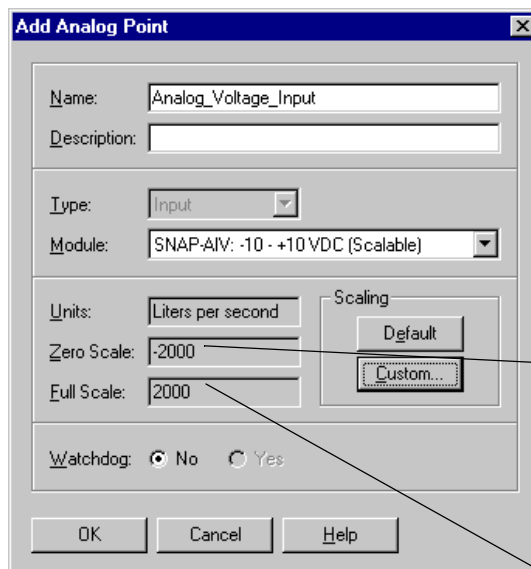 Add Analog Point
Name: Analog_Voltage_Input
Description:
Type: Input
Module: SNAP-AIV: -10 - +10 VDC (Scalable)
Units: Liters per second
Scaling
Default
Zero Scale: -2000
Custom...
Full Scale: 2000
Watchdog: No Yes
OK Cancel Help